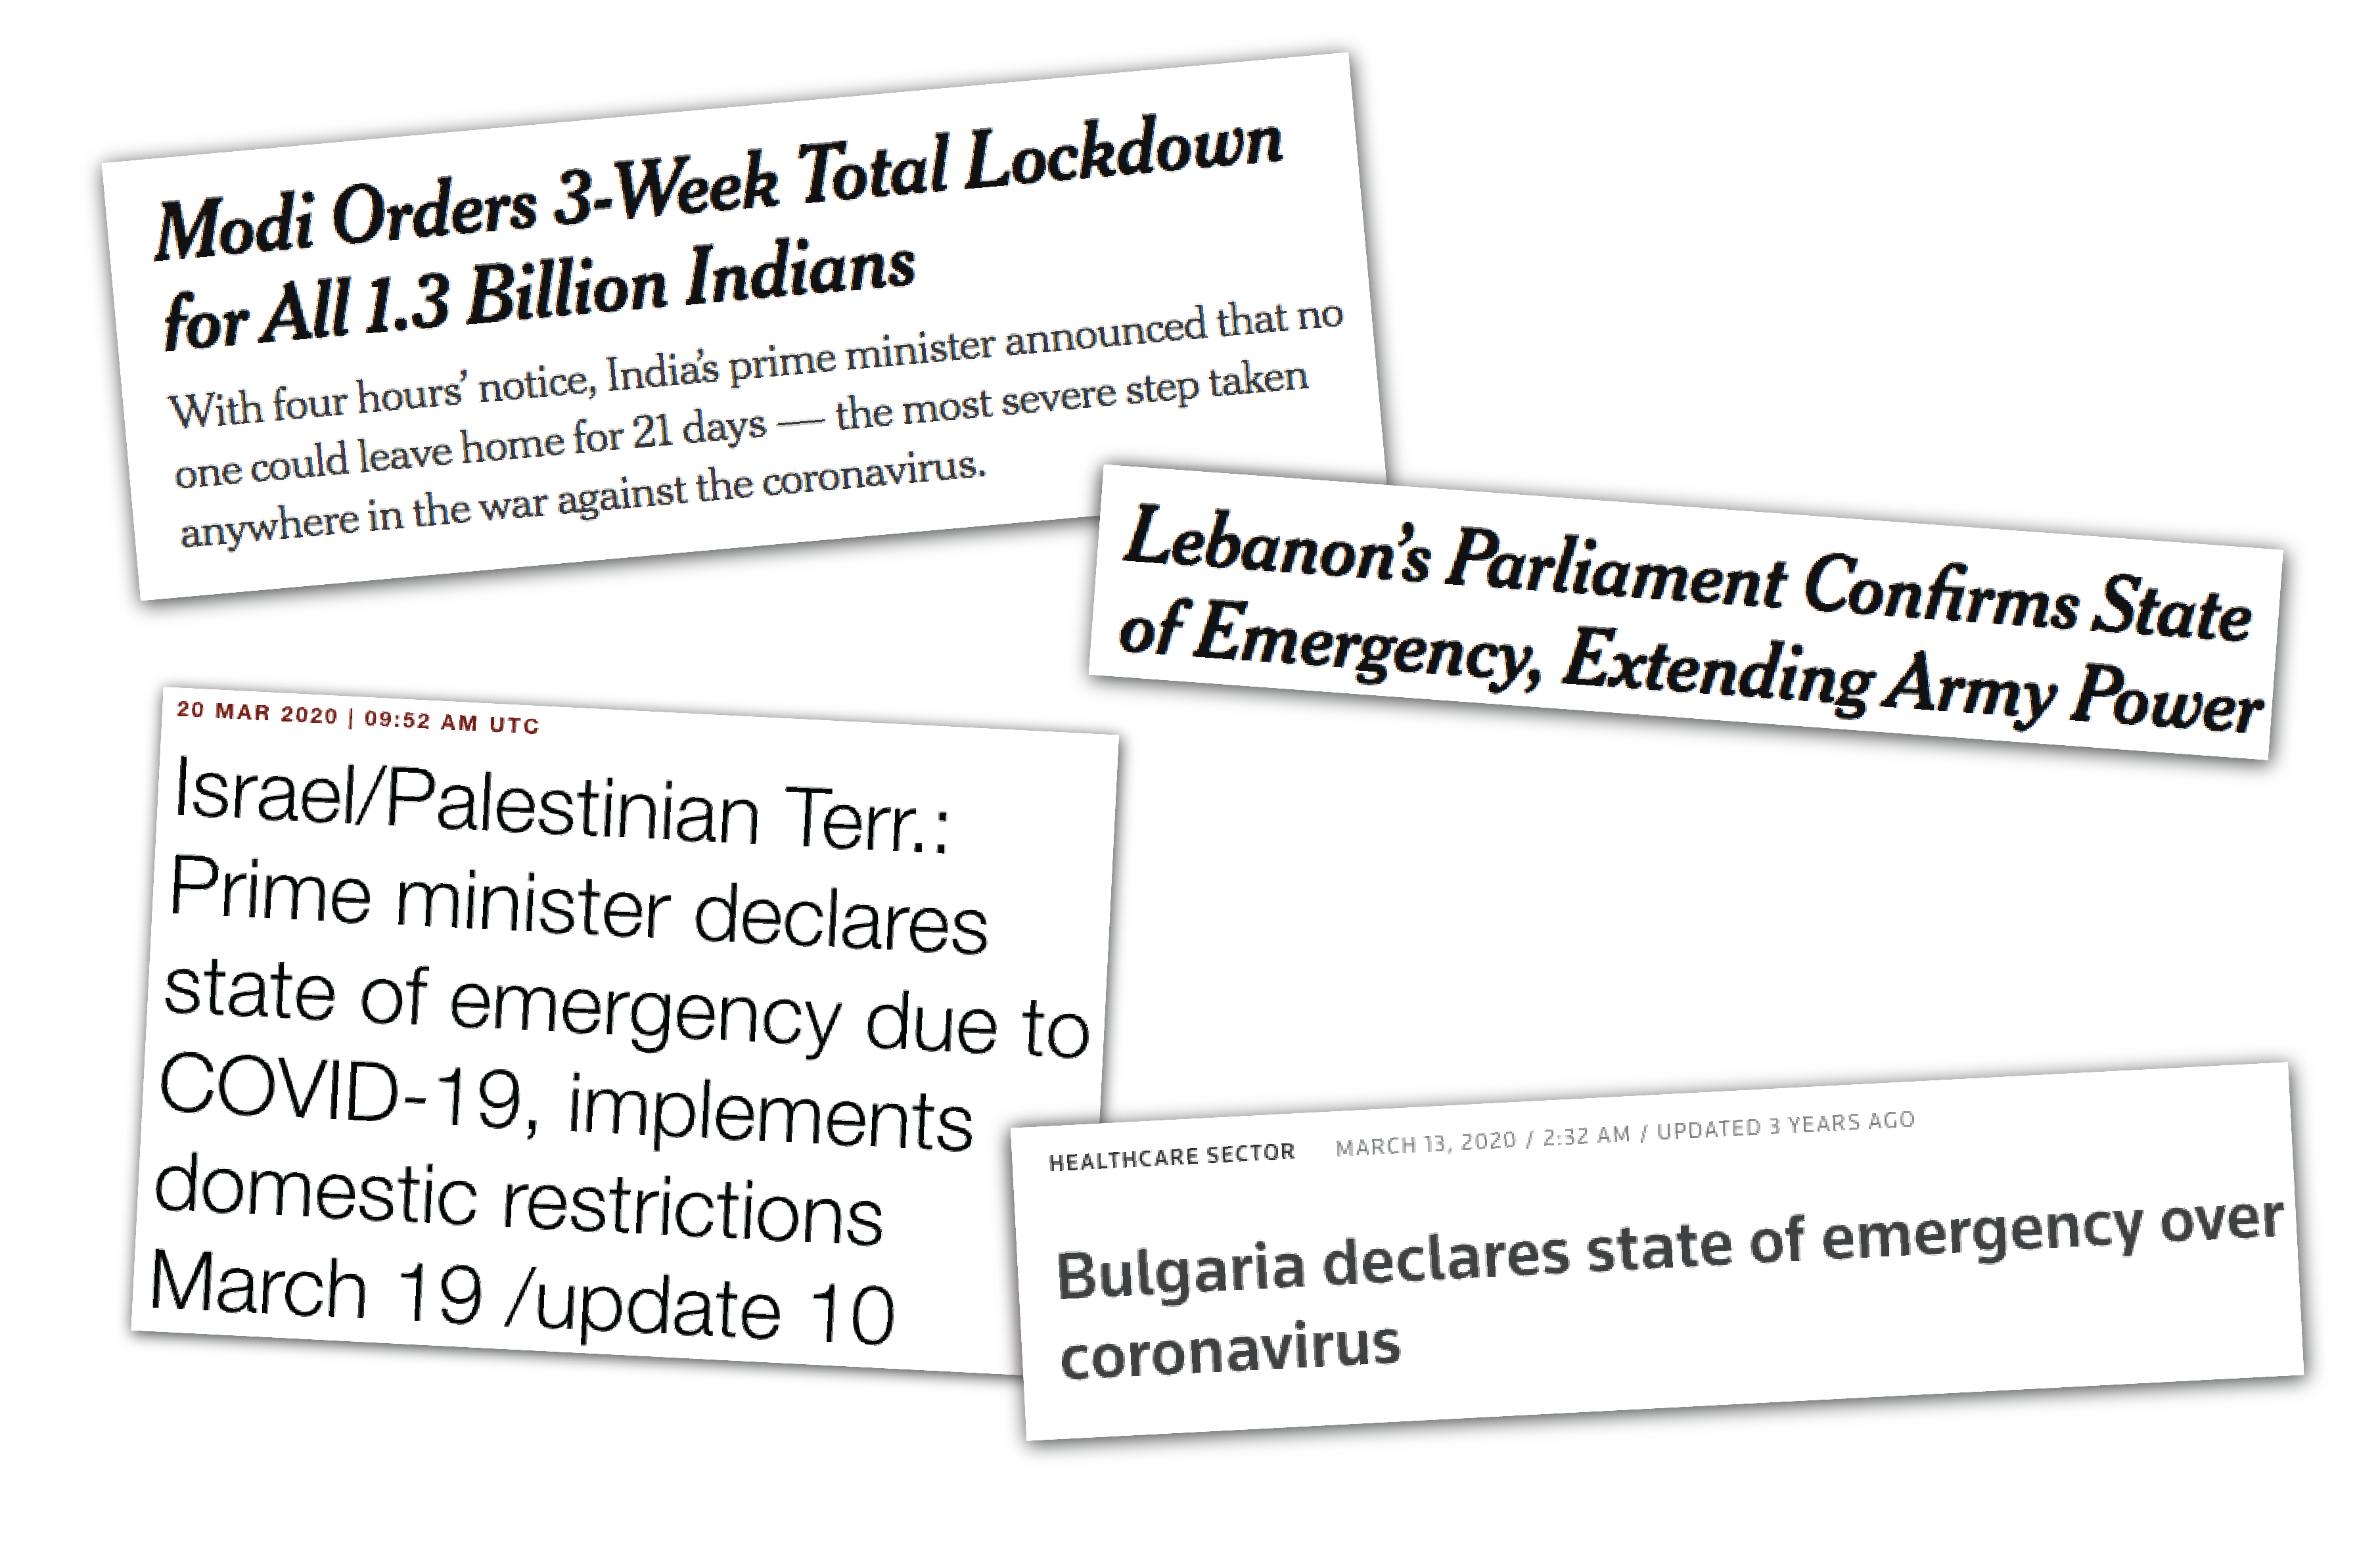 Modi Orders 3-Week Total Lockdown
for All 1.3 Billion Indians
With four hours’ notice, India’s prime minister announced that no
one could leave home for 21 days — the most severe step taken
anywhere in the war against the coronavirus.
Lebanon’s Parliament Confirms State
of Emergency, Extending Army Power
20 MAR 2020 | 09:52 AM UTC
Israel/Palestinian Terr.:
Prime minister declares
state of emergency due to
COVID-19, implements
domestic restrictions
March 19 /update 10
HEALTHCARE SECTOR MARCH 13, 2020 / 2:32 AM / UPDATED 3 YEARS AGO
Bulgaria declares state of emergency over
coronavirus